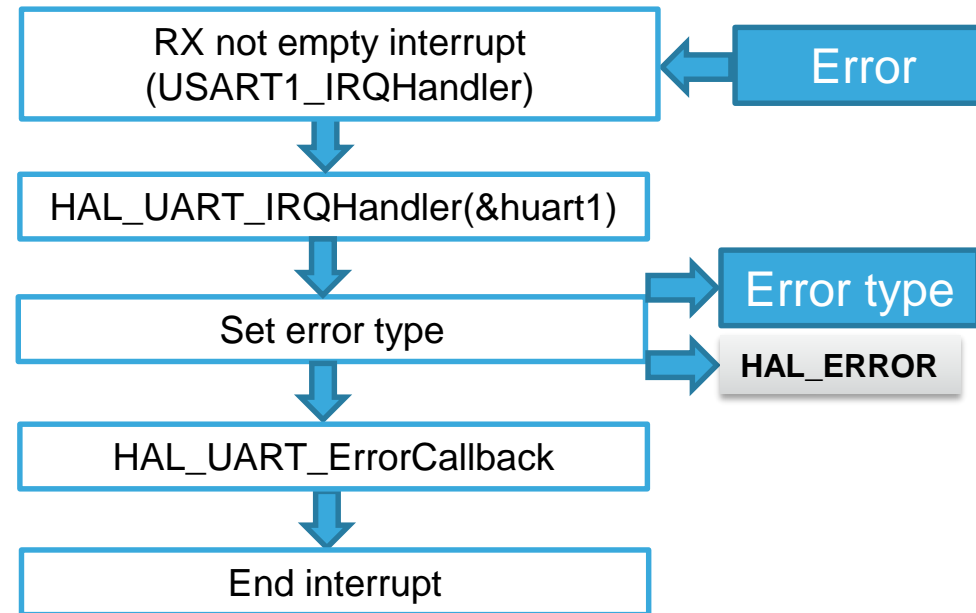 RX not empty interrupt
(USART1_IRQHandler)
Error
HAL_UART_IRQHandler(&huart1)
Set error type
Error type
HAL_ERROR
HAL_UART_ErrorCallback
End interrupt